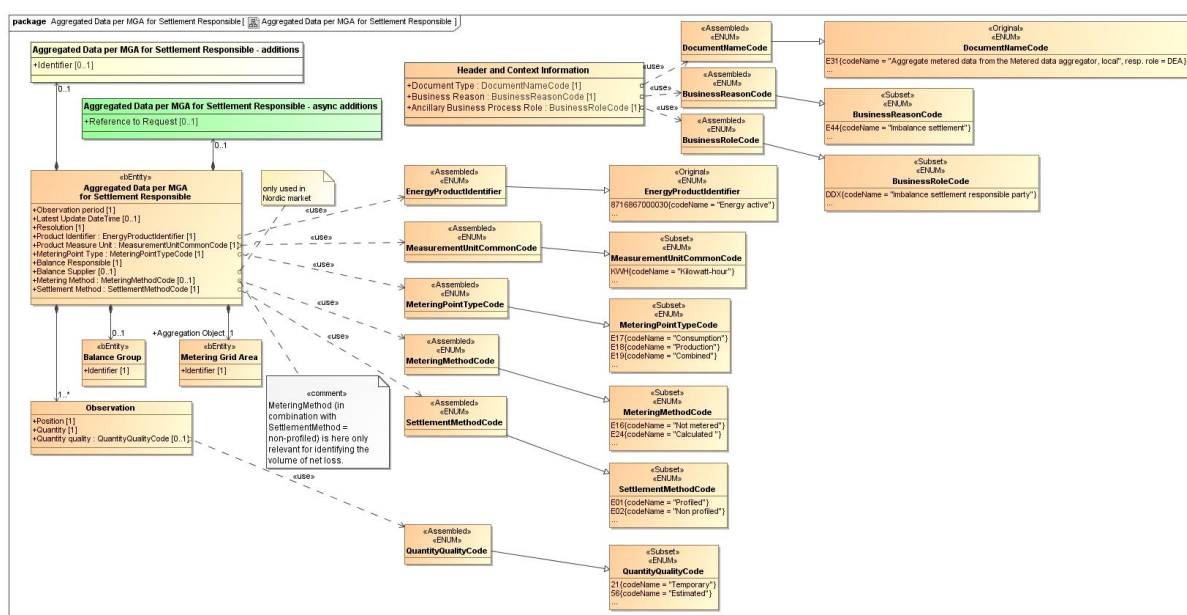 package Aggregated Data per MGA for Settlement Responsible [ Aggregated Data per MGA for Settlement Responsible ]
Aggregated Data per MGA for Settlement Responsible - additions
+Identifier [0..1]
0..1
Aggregated Data per MGA for Settlement Responsible - async additions
+Reference to Request [0..1]
0..1
«bEntity»
Aggregated Data per MGA
for Settlement Responsible
+Observation period [1]
+Latest Update DateTime [0..1]
+Resolution [1]
+Product Identifier : EnergyProductIdentifier [1]
+Product Measure Unit : MeasurementUnitCommonCode [1]
+MeteringPoint Type : MeteringPointTypeCode [1]
+Balance Responsible [1]
+Balance Supplier [0..1]
+Metering Method : MeteringMethodCode [0..1]
+Settlement Method : SettlementMethodCode [1]
only used in
Nordic market
0..1
+Aggregation Object
1
«bEntity»
Balance Group
+Identifier [1]
«bEntity»
Metering Grid Area
+Identifier [1]
1..*
Observation
+Position [1]
+Quantity [1]
+Quantity quality : QuantityQualityCode [0..1]
«comment»
MeteringMethod (in
combination with
SettlementMethod =
non-profiled) is here only
relevant for identifying the
volume of net loss.
Header and Context Information
+Document Type : DocumentNameCode [1]
+Business Reason : BusinessReasonCode [1]
+Ancillary Business Process Role : BusinessRoleCode [1]
«use»
«use»
«use»
«Assembled»
«ENUM»
DocumentNameCode
«Original»
«ENUM»
DocumentNameCode
E31{codeName = "Aggregate metered data from the Metered data aggregator, local", resp. role = DEA}
...
«Assembled»
«ENUM»
BusinessReasonCode
«Subset»
«ENUM»
BusinessReasonCode
E44{codeName = "Imbalance settlement"}
...
«Assembled»
«ENUM»
BusinessRoleCode
«Subset»
«ENUM»
BusinessRoleCode
DDX{codeName = "Imbalance settlement responsible party"}
...
«use»
«Assembled»
«ENUM»
EnergyProductIdentifier
«Original»
«ENUM»
EnergyProductIdentifier
8716867000030{codeName = "Energy active"}
...
«use»
«Assembled»
«ENUM»
MeasurementUnitCommonCode
«Subset»
«ENUM»
MeasurementUnitCommonCode
KWH{codeName = "Kilowatt-hour"}
...
«use»
«Assembled»
«ENUM»
MeteringPointTypeCode
«Subset»
«ENUM»
MeteringPointTypeCode
E17{codeName = "Consumption"}
E18{codeName = "Production"}
E19{codeName = "Combined"}
...
«use»
«Assembled»
«ENUM»
MeteringMethodCode
«Subset»
«ENUM»
MeteringMethodCode
E16{codeName = "Not metered"}
E24{codeName = "Calculated "}
...
«use»
«Assembled»
«ENUM»
SettlementMethodCode
«Subset»
«ENUM»
SettlementMethodCode
E01{codeName = "Profiled"}
E02{codeName = "Non profiled"}
...
«use»
«Assembled»
«ENUM»
QuantityQualityCode
«Subset»
«ENUM»
QuantityQualityCode
21{codeName = "Temporary"}
56{codeName = "Estimated"}
...